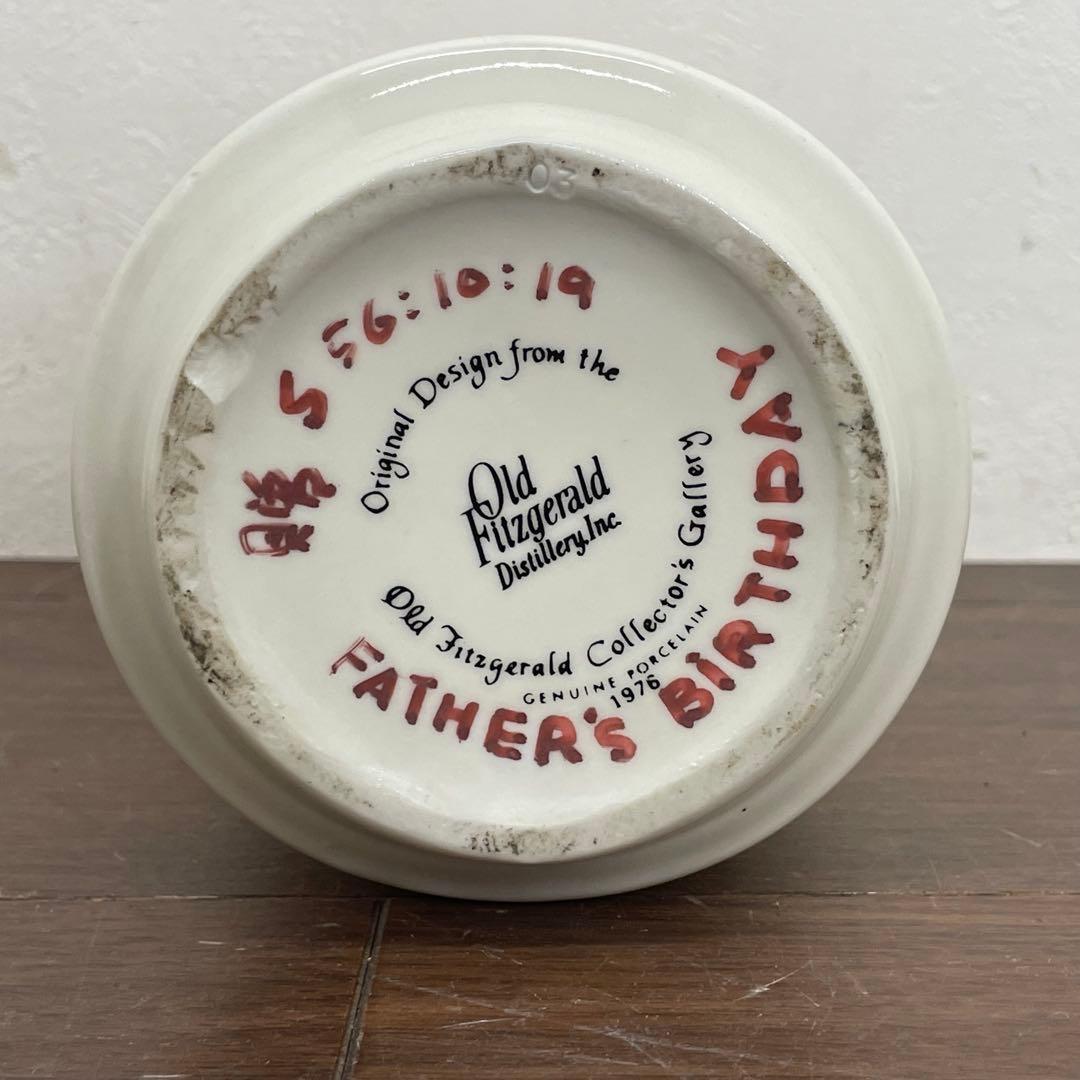 03
贈 S 56:10:19
FATHER'S BIRTHDAY
Original Design from the
Old
Fitzgerald
Distillery, Inc.
Old Fitzgerald Collector's Gallery
GENUINE PORCELAIN
1976